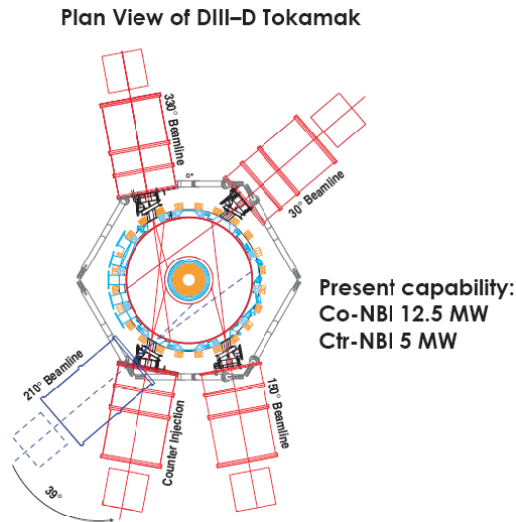 Plan View of DIII–D Tokamak
330° Beamline
0°
30° Beamline
Present capability:
Co-NBI 12.5 MW
Ctr-NBI 5 MW
210° Beamline
Counter Injection
150° Beamline
39°